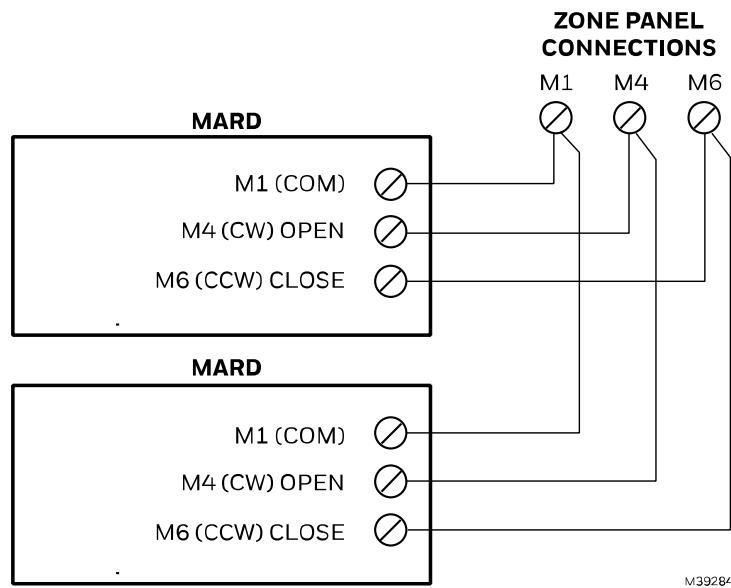 ZONE PANEL
CONNECTIONS
M1 M4 M6
MARD
M1 (COM)
M4 (CW) OPEN
M6 (CCW) CLOSE
MARD
M1 (COM)
M4 (CW) OPEN
M6 (CCW) CLOSE
M39284